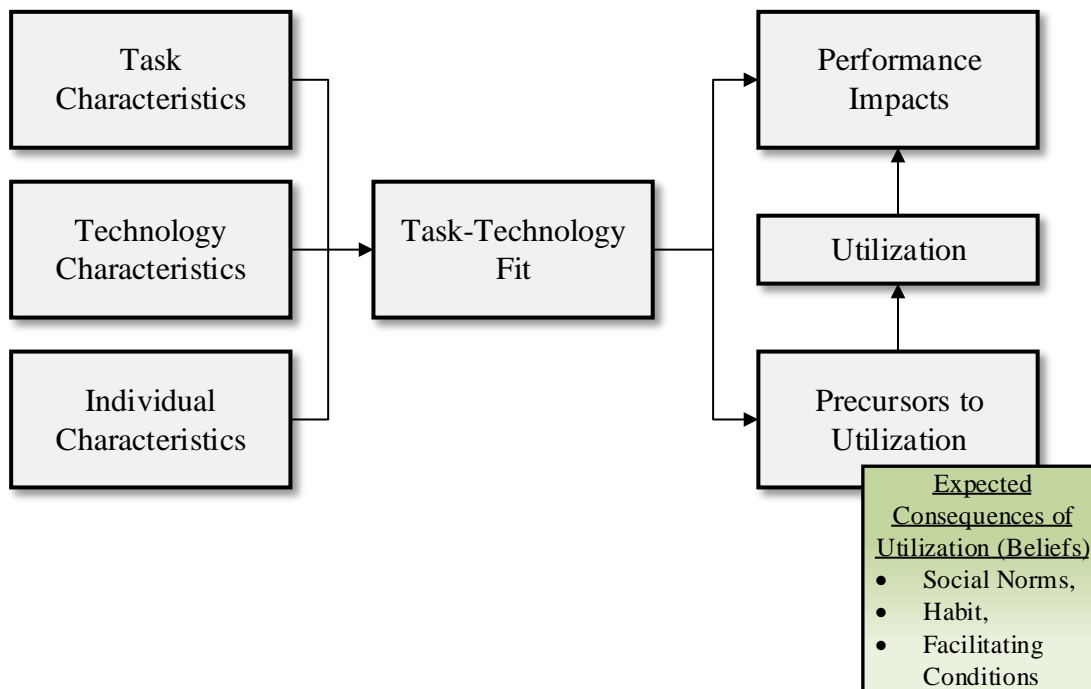 Task
Characteristics
Performance
Impacts
Technology
Characteristics
Task-Technology
Fit
Utilization
Individual
Characteristics
Precursors to
Utilization
Expected
Consequences of
Utilization (Beliefs)
• Social Norms,
• Habit,
• Facilitating
Conditions